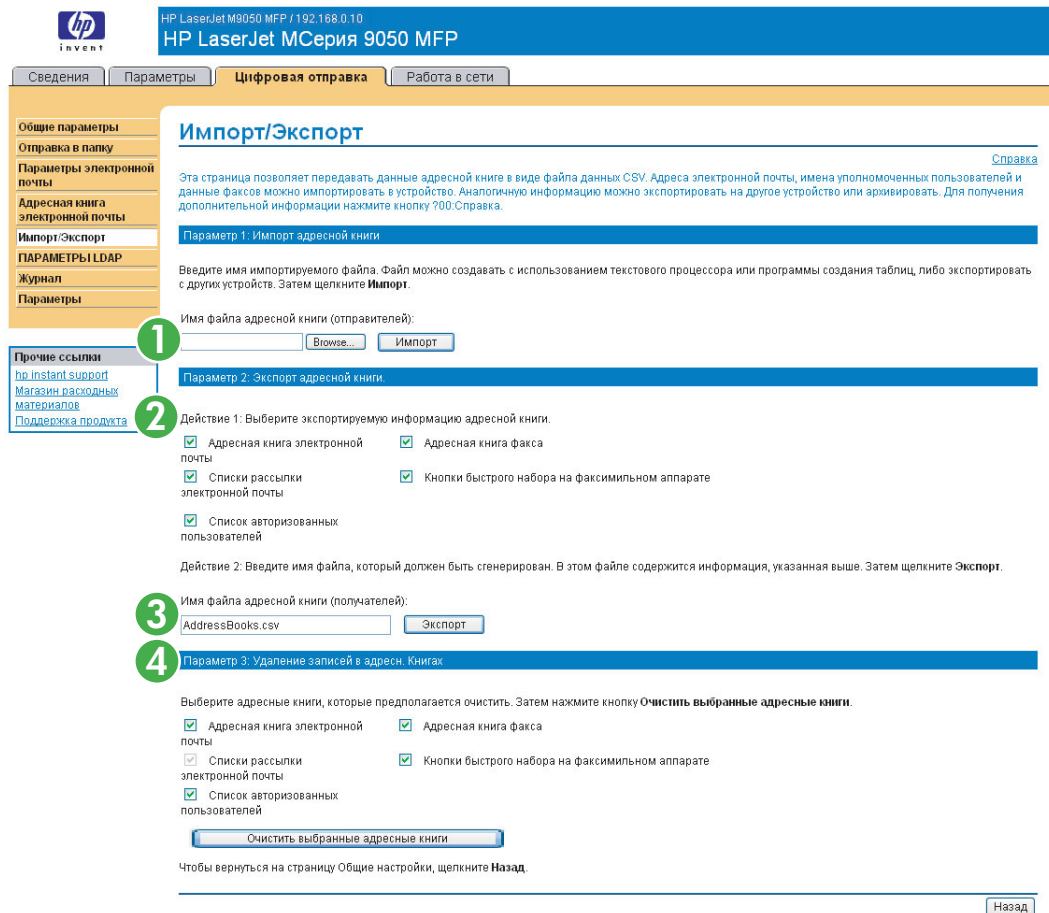 hp
invent
HP LaserJet M9050 MFP / 192.168.0.10
HP LaserJet MСерия 9050 MFP
Сведения
Параметры
Цифровая отправка
Работа в сети
Общие параметры
Отправка в папку
Параметры электронной
почты
Адресная книга
электронной почты
Импорт/Экспорт
ПАРАМЕТРЫ LDAP
Журнал
Параметры
Прочие ссылки
hp instant support
Магазин расходных
материалов
Поддержка продукта
Импорт/Экспорт
Справка
Эта страница позволяет передавать данные адресной книге в виде файла данных CSV. Адреса электронной почты, имена уполномоченных пользователей и
данные факсов можно импортировать в устройство. Аналогичную информацию можно экспортировать на другое устройство или архивировать. Для получения
дополнительной информации нажмите кнопку ?00:Справка.
Параметр 1: Импорт адресной книги
Введите имя импортируемого файла. Файл можно создавать с использованием текстового процессора или программы создания таблиц, либо экспортировать
с других устройств. Затем щелкните Импорт.
Имя файла адресной книги (отправителей):
1
Browse...
Импорт
Параметр 2: Экспорт адресной книги.
2
Действие 1: Выберите экспортируемую информацию адресной книги.
Адресная книга электронной
почты
Адресная книга факса
Списки рассылки
электронной почты
Кнопки быстрого набора на факсимильном аппарате
Список авторизованных
пользователей
Действие 2: Введите имя файла, который должен быть сгенерирован. В этом файле содержится информация, указанная выше. Затем щелкните Экспорт.
Имя файла адресной книги (получателей):
3
AddressBooks.csv
Экспорт
4
Параметр 3: Удаление записей в адресн. Книгах
Выберите адресные книги, которые предполагается очистить. Затем нажмите кнопку Очистить выбранные адресные книги.
Адресная книга электронной
почты
Адресная книга факса
Списки рассылки
электронной почты
Кнопки быстрого набора на факсимильном аппарате
Список авторизованных
пользователей
Очистить выбранные адресные книги
Чтобы вернуться на страницу Общие настройки, щелкните Назад.
Назад